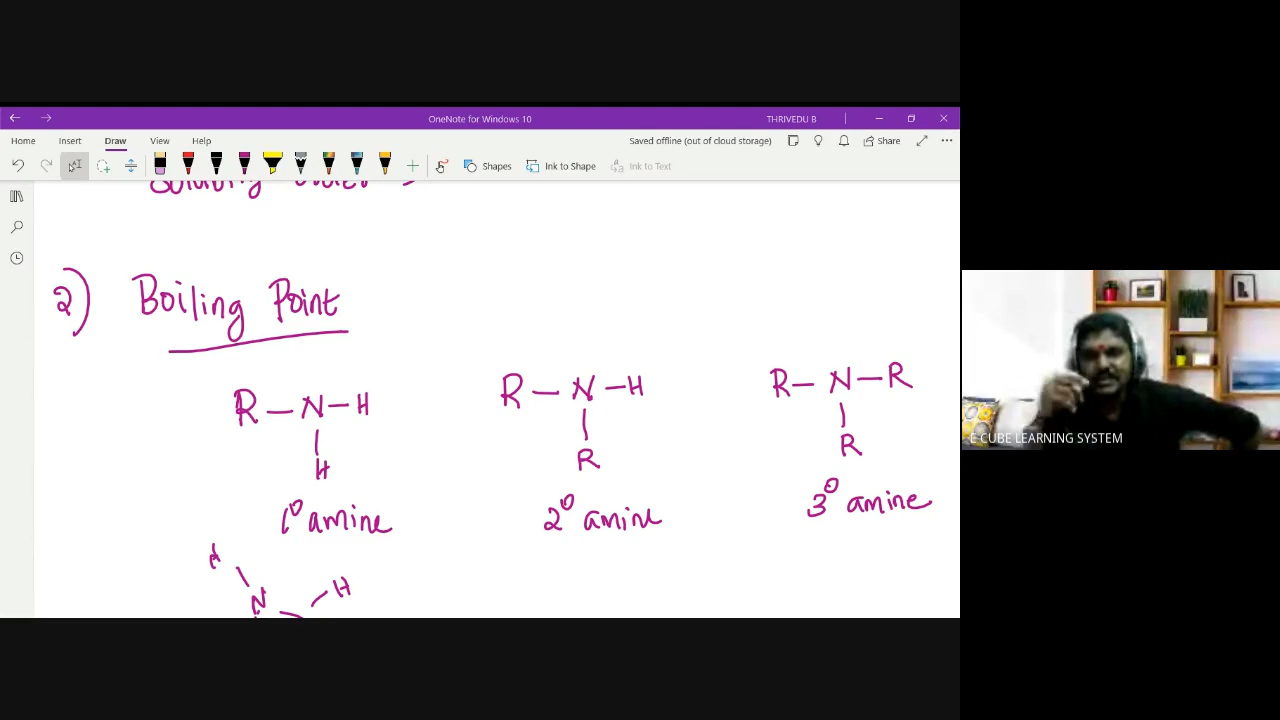 OneNote for Windows 10
THRIVEDU B
Home Insert Draw View Help
Saved offline (out of cloud storage)
Share
Shapes
Ink to Shape
Ink to Text
2) Boiling Point
R — N — H
H
1° amine
R — N — H
R
2° amine
R — N — R
R
3° amine
H
N
H
E CUBE LEARNING SYSTEM